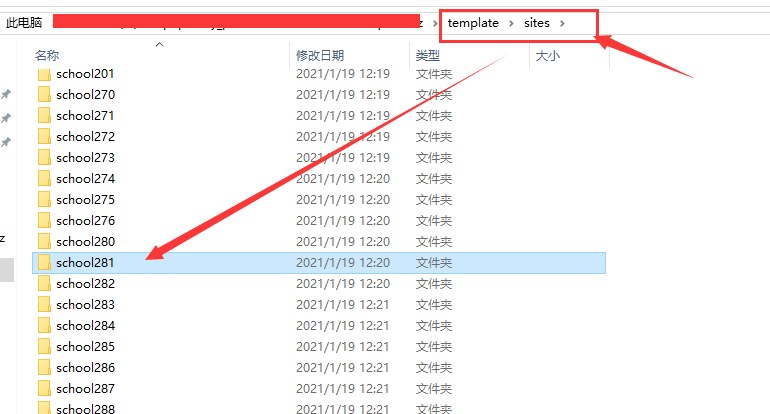 此电脑 z > template > sites >
名称 修改日期 类型 大小
school201 2021/1/19 12:19 文件夹
school270 2021/1/19 12:19 文件夹
school271 2021/1/19 12:19 文件夹
school272 2021/1/19 12:19 文件夹
school273 2021/1/19 12:19 文件夹
school274 2021/1/19 12:20 文件夹
school275 2021/1/19 12:20 文件夹
school276 2021/1/19 12:20 文件夹
z school280 2021/1/19 12:20 文件夹
school281 2021/1/19 12:20 文件夹
school282 2021/1/19 12:20 文件夹
school283 2021/1/19 12:21 文件夹
school284 2021/1/19 12:21 文件夹
school285 2021/1/19 12:21 文件夹
school286 2021/1/19 12:21 文件夹
school287 2021/1/19 12:21 文件夹
school288 2021/1/19 12:21 文件夹